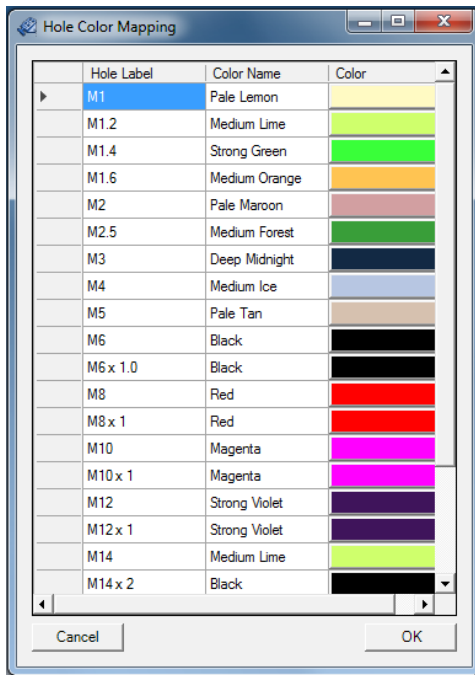 Hole Color Mapping
Hole Label Color Name Color
M1 Pale Lemon
M1.2 Medium Lime
M1.4 Strong Green
M1.6 Medium Orange
M2 Pale Maroon
M2.5 Medium Forest
M3 Deep Midnight
M4 Medium Ice
M5 Pale Tan
M6 Black
M6 x 1.0 Black
M8 Red
M8 x 1 Red
M10 Magenta
M10 x 1 Magenta
M12 Strong Violet
M12 x 1 Strong Violet
M14 Medium Lime
M14 x 2 Black
Cancel OK